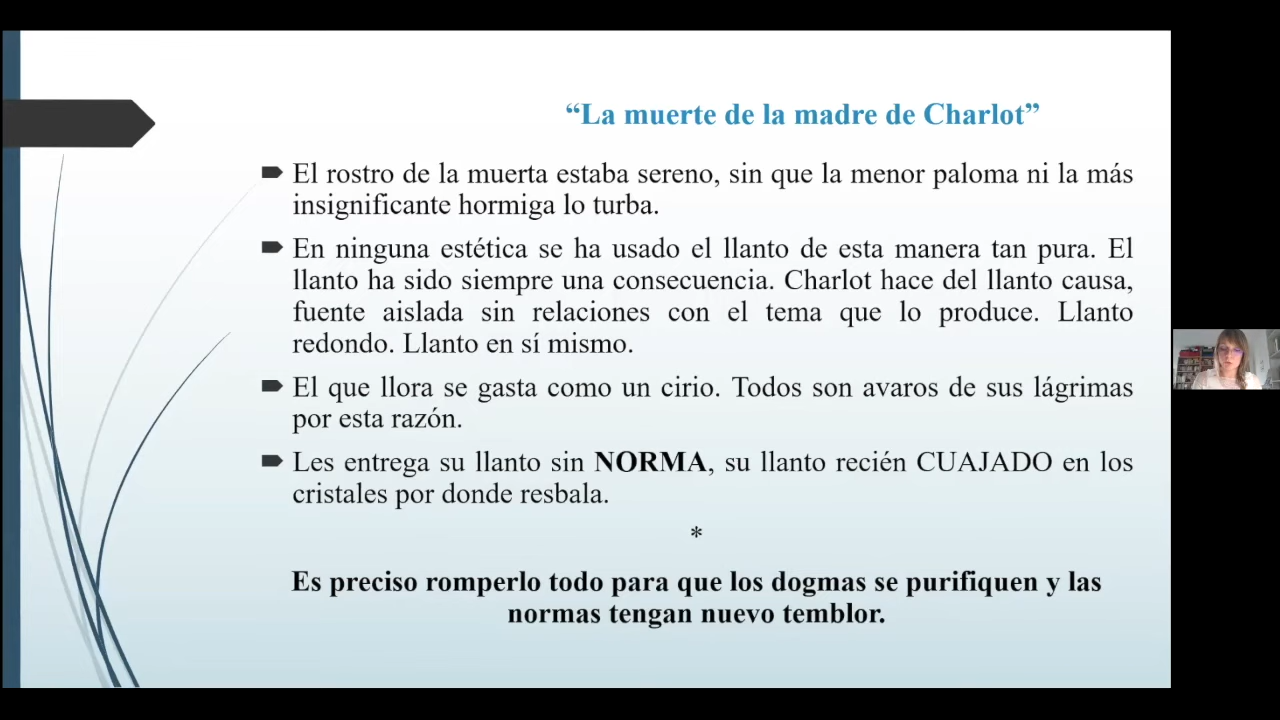 “La muerte de la madre de Charlot”
El rostro de la muerta estaba sereno, sin que la menor paloma ni la más
insignificante hormiga lo turba.
En ninguna estética se ha usado el llanto de esta manera tan pura. El
llanto ha sido siempre una consecuencia. Charlot hace del llanto causa,
fuente aislada sin relaciones con el tema que lo produce. Llanto
redondo. Llanto en sí mismo.
El que llora se gasta como un cirio. Todos son avaros de sus lágrimas
por esta razón.
Les entrega su llanto sin NORMA, su llanto recién CUAJADO en los
cristales por donde resbala.
*
Es preciso romperlo todo para que los dogmas se purifiquen y las
normas tengan nuevo temblor.